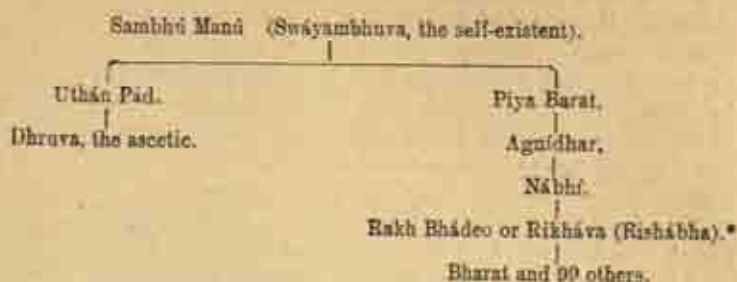 Sambhú Manú (Swáyambhuva, the self-existent).
Uthán Pád. Piya Barat.
Dhruva, the ascetic. Agnídhar.
Nábhí.
Rakh Bhádeo or Rikháva (Rishábha).*
Bharat and 99 others.